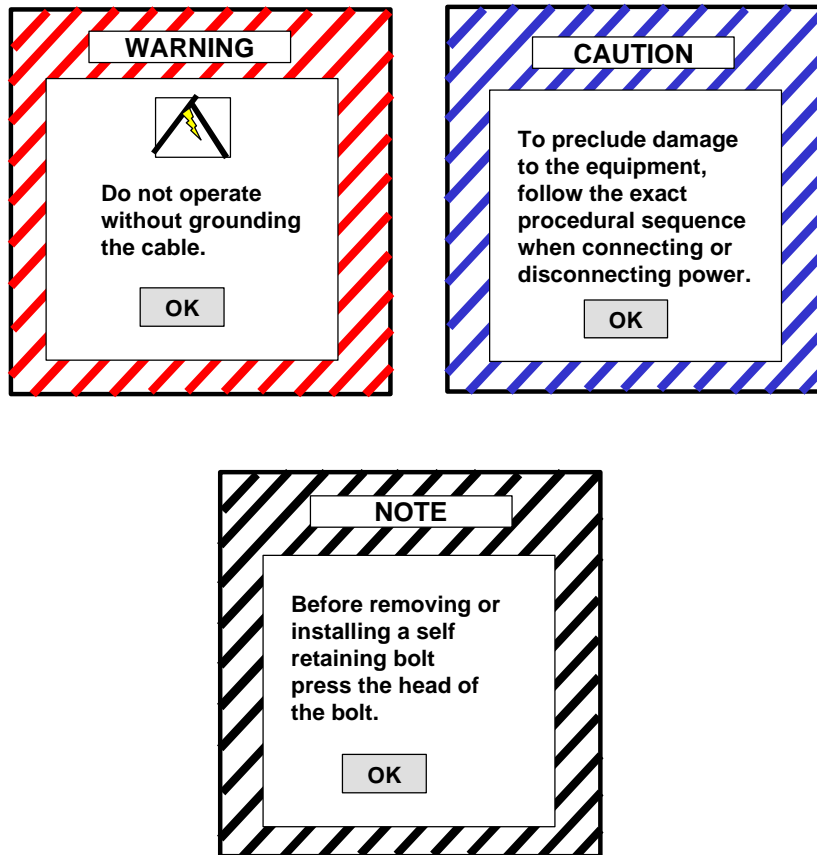 WARNING
Do not operate
without grounding
the cable.
OK
CAUTION
To preclude damage
to the equipment,
follow the exact
procedural sequence
when connecting or
disconnecting power.
OK
NOTE
Before removing or
installing a self
retaining bolt
press the head of
the bolt.
OK